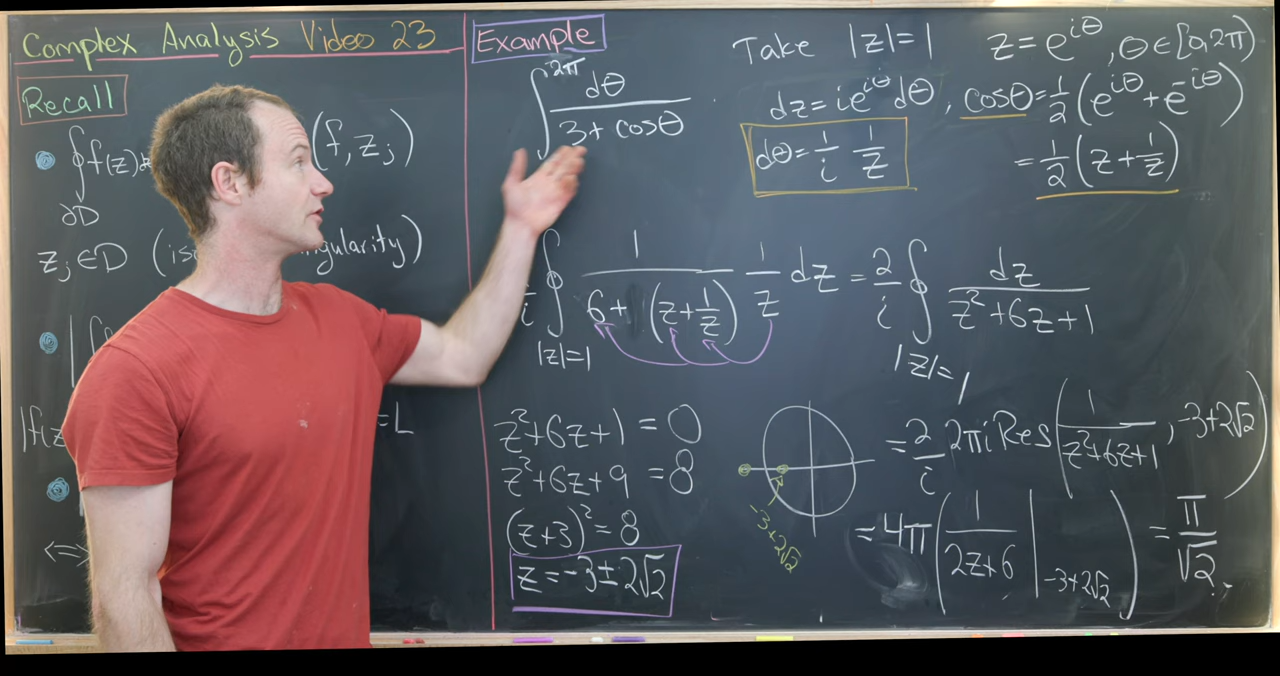 Complex Analysis Video 23
Recall
∮f(z)dz
∂D
(f, zⱼ)
zⱼ∈D (is
ngularity)
|f(z
=L
⟺
Example
∫^2π dθ/(3 + cosθ)
Take |z|=1 z=e^{iθ}, θ∈[0,2π)
dz=ie^{iθ}dθ, cosθ=½(e^{iθ}+e^{-iθ})
dθ=1/i 1/z
=½(z+1/z)
∮ 1/(6+(z+1/z)) 1/z dz = 2/i ∮ dz/(z²+6z+1)
|z|=1
|z|=1
z²+6z+1=0
z²+6z+9=8
(z+3)²=8
z=-3±2√2
-3+2√2
=2/i 2πi Res(1/(z²+6z+1), -3+2√2)
=4π(1/(2z+6)|_{-3+2√2}) = π/√2.